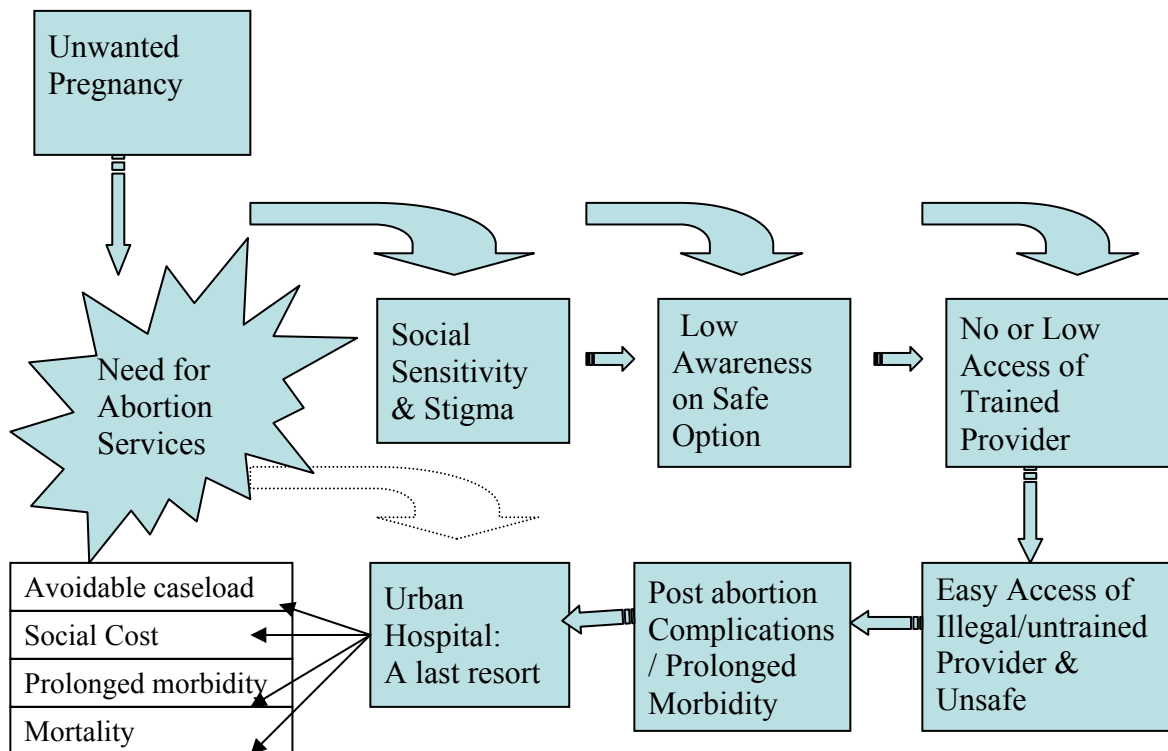 Unwanted
Pregnancy
Need for
Abortion
Services
Social
Sensitivity
& Stigma
Low
Awareness
on Safe
Option
No or Low
Access of
Trained
Provider
Easy Access of
Illegal/untrained
Provider &
Unsafe
Post abortion
Complications
/ Prolonged
Morbidity
Urban
Hospital:
A last resort
Avoidable caseload
Social Cost
Prolonged morbidity
Mortality